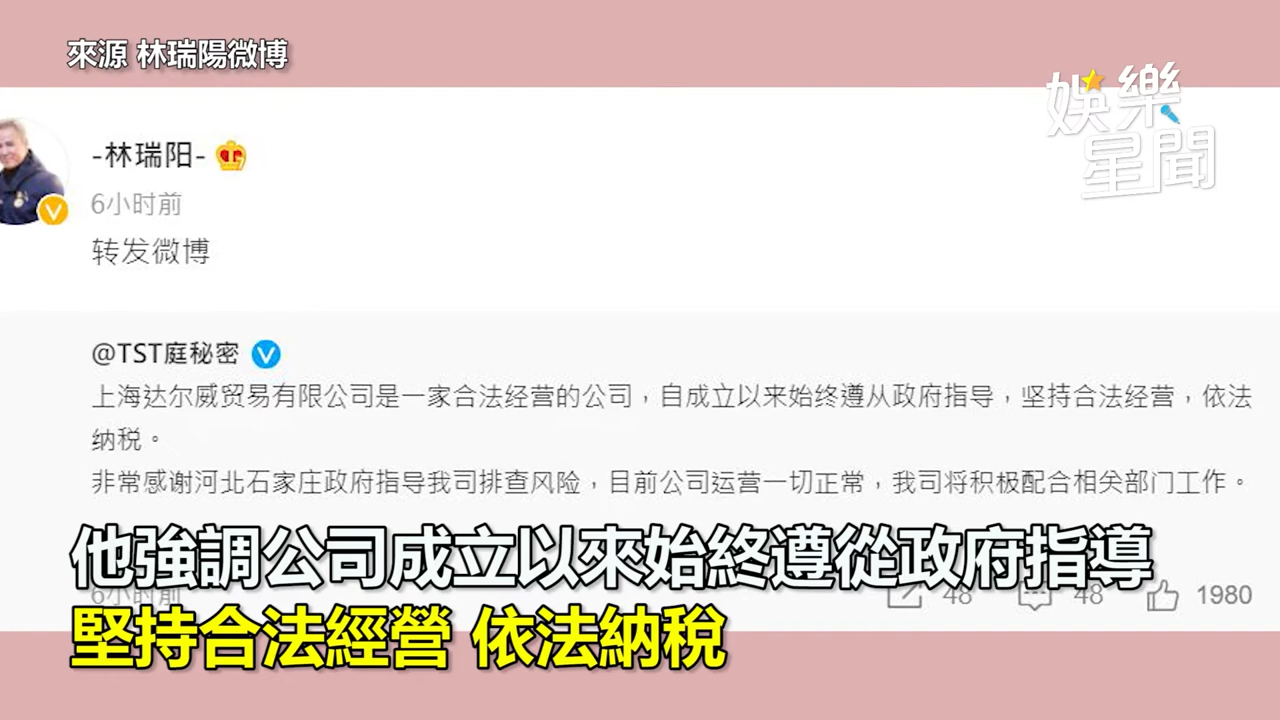 來源 林瑞陽微博
娛樂
星聞
-林瑞阳-
6小时前
转发微博
@TST庭秘密
上海达尔威贸易有限公司是一家合法经营的公司，自成立以来始终遵从政府指导，坚持合法经营，依法
纳税。
非常感谢河北石家庄政府指导我司排查风险，目前公司运营一切正常，我司将积极配合相关部门工作。
他強調公司成立以來始終遵從政府指導
6小时前 48 48 1980
堅持合法經營 依法納稅